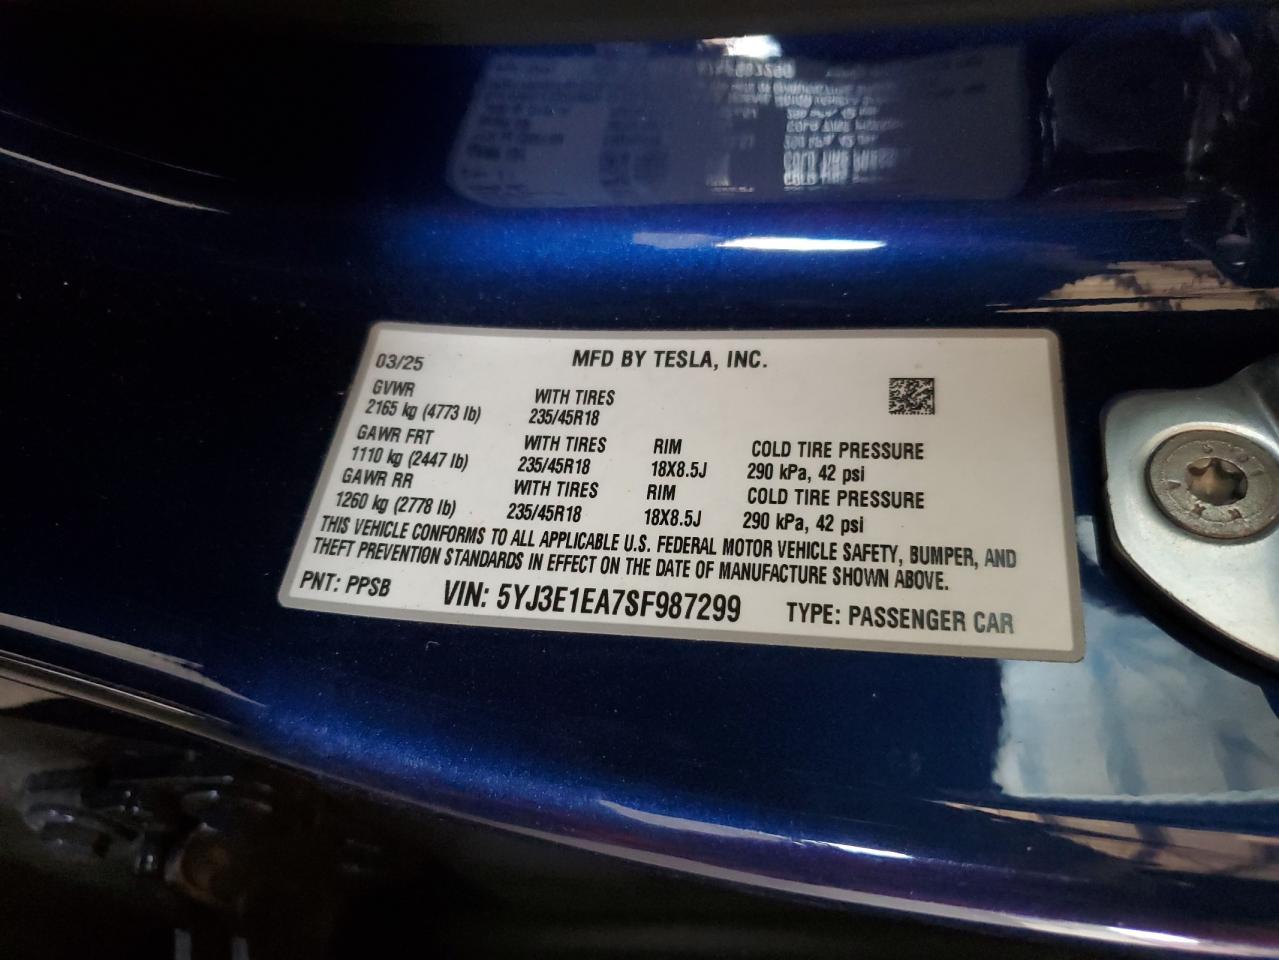 03/25 MFD BY TESLA, INC.
GVWR WITH TIRES
2165 kg (4773 lb) 235/45R18
GAWR FRT WITH TIRES RIM COLD TIRE PRESSURE
1110 kg (2447 lb) 235/45R18 18X8.5J 290 kPa, 42 psi
GAWR RR WITH TIRES RIM COLD TIRE PRESSURE
1260 kg (2778 lb) 235/45R18 18X8.5J 290 kPa, 42 psi
THIS VEHICLE CONFORMS TO ALL APPLICABLE U.S. FEDERAL MOTOR VEHICLE SAFETY, BUMPER, AND
THEFT PREVENTION STANDARDS IN EFFECT ON THE DATE OF MANUFACTURE SHOWN ABOVE.
PNT: PPSB VIN: 5YJ3E1EA7SF987299 TYPE: PASSENGER CAR